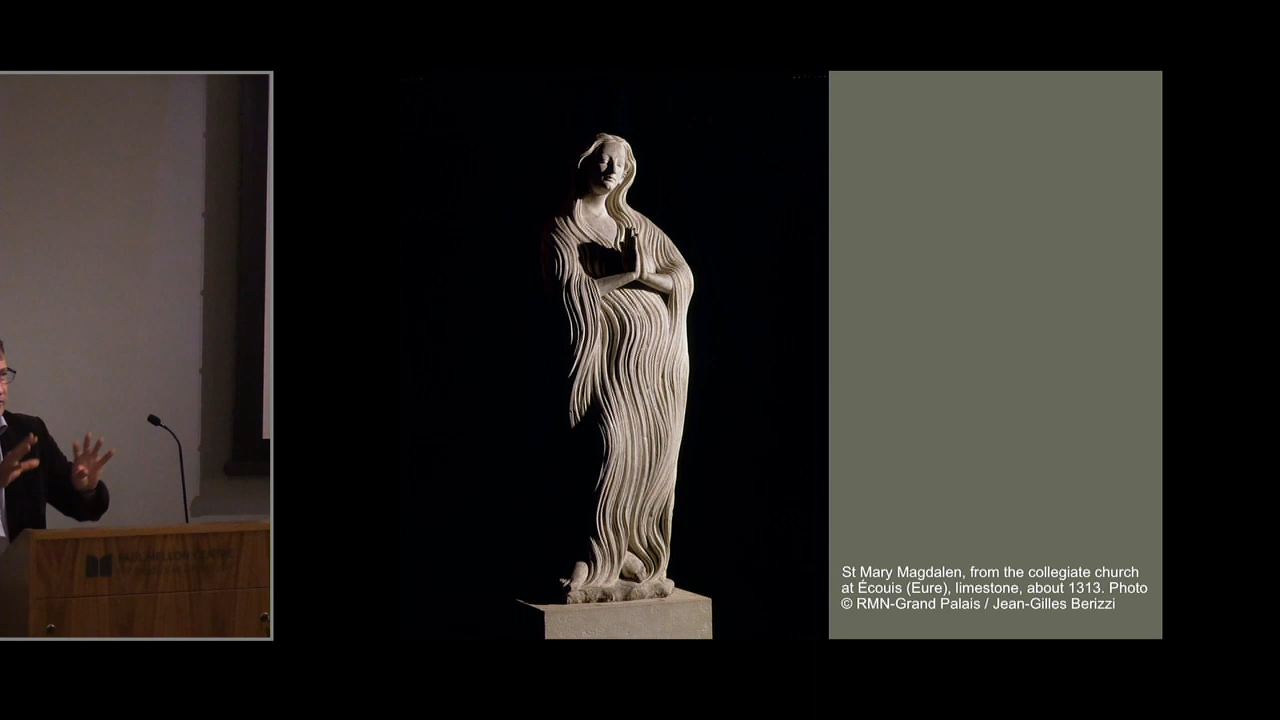 St Mary Magdalen, from the collegiate church
at Écouis (Eure), limestone, about 1313. Photo
© RMN-Grand Palais / Jean-Gilles Berizzi